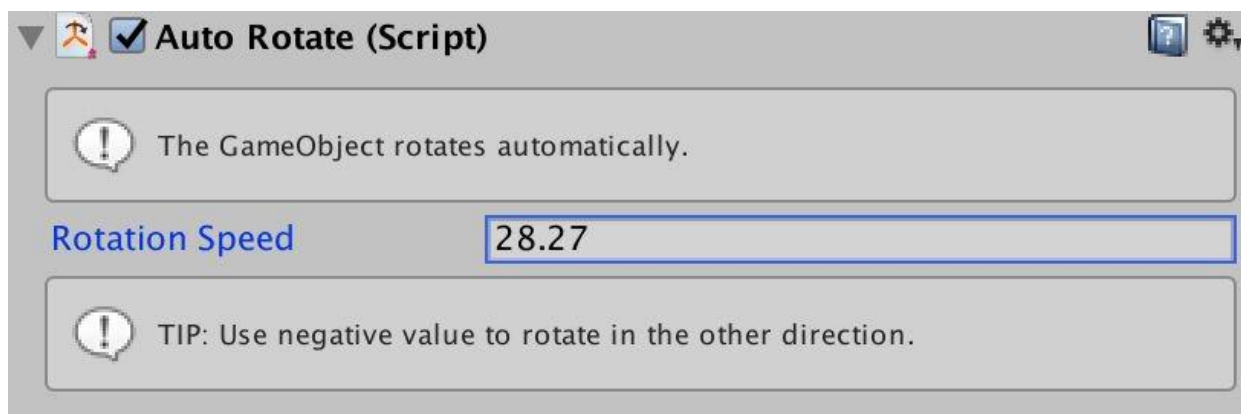 Auto Rotate (Script)
The GameObject rotates automatically.
Rotation Speed 28.27
TIP: Use negative value to rotate in the other direction.